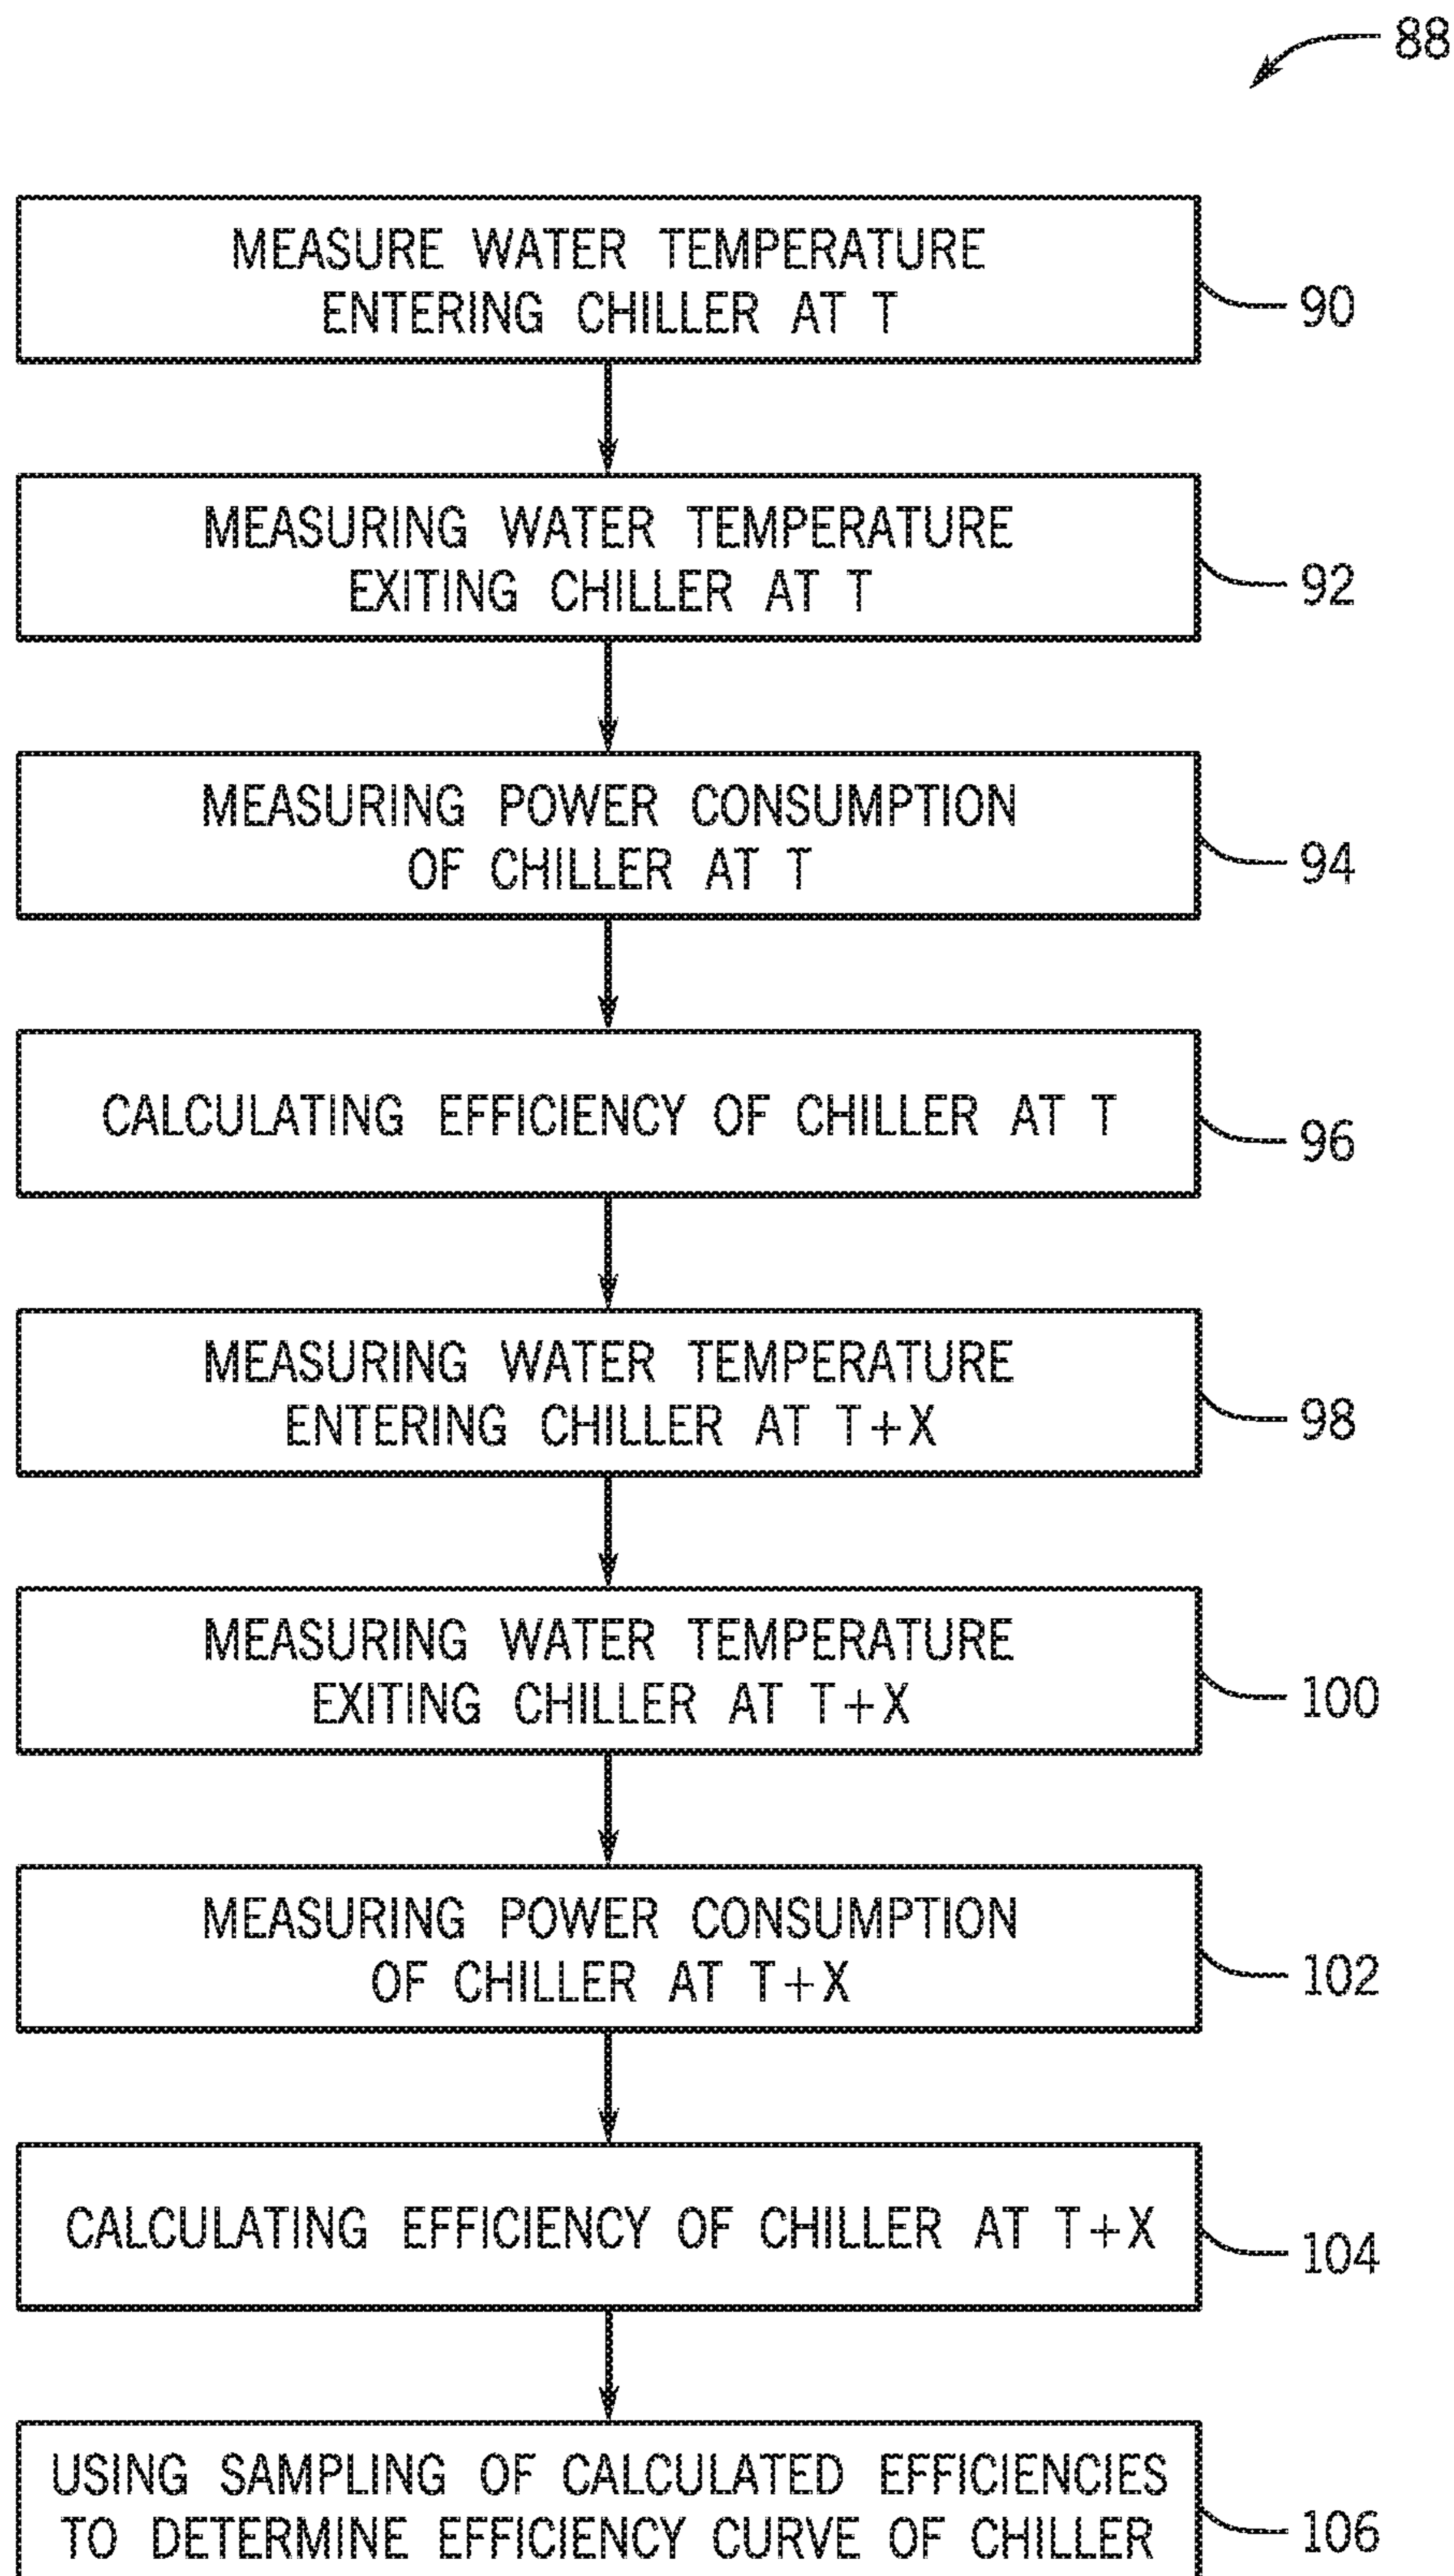 88
MEASURE WATER TEMPERATURE
ENTERING CHILLER AT T
90
MEASURING WATER TEMPERATURE
EXITING CHILLER AT T
92
MEASURING POWER CONSUMPTION
OF CHILLER AT T
94
CALCULATING EFFICIENCY OF CHILLER AT T
96
MEASURING WATER TEMPERATURE
ENTERING CHILLER AT T+X
98
MEASURING WATER TEMPERATURE
EXITING CHILLER AT T+X
100
MEASURING POWER CONSUMPTION
OF CHILLER AT T+X
102
CALCULATING EFFICIENCY OF CHILLER AT T+X
104
USING SAMPLING OF CALCULATED EFFICIENCIES
TO DETERMINE EFFICIENCY CURVE OF CHILLER
106